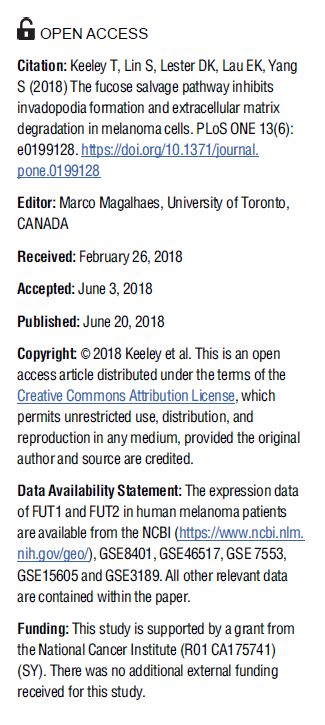 OPEN ACCESS
Citation: Keeley T, Lin S, Lester DK, Lau EK, Yang
S (2018) The fucose salvage pathway inhibits
invadopodia formation and extracellular matrix
degradation in melanoma cells. PLoS ONE 13(6):
e0199128. https://doi.org/10.1371/journal.
pone.0199128
Editor: Marco Magalhaes, University of Toronto,
CANADA
Received: February 26, 2018
Accepted: June 3, 2018
Published: June 20, 2018
Copyright: © 2018 Keeley et al. This is an open
access article distributed under the terms of the
Creative Commons Attribution License, which
permits unrestricted use, distribution, and
reproduction in any medium, provided the original
author and source are credited.
Data Availability Statement: The expression data
of FUT1 and FUT2 in human melanoma patients
are available from the NCBI (https://www.ncbi.nlm.
nih.gov/geo/), GSE8401, GSE46517, GSE 7553,
GSE15605 and GSE3189. All other relevant data
are contained within the paper.
Funding: This study is supported by a grant from
the National Cancer Institute (R01 CA175741)
(SY). There was no additional external funding
received for this study.